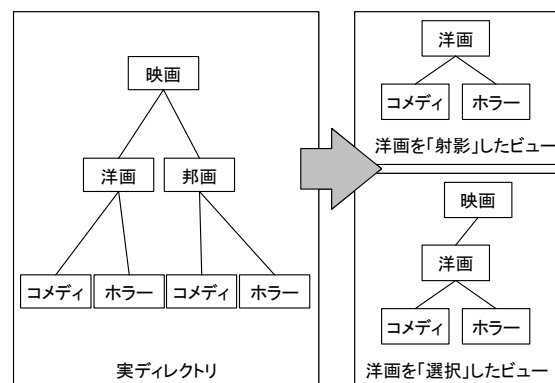 映画
洋画
邦画
コメディ
ホラー
コメディ
ホラー
実ディレクトリ
洋画
コメディ
ホラー
洋画を「射影」したビュー
映画
洋画
コメディ
ホラー
洋画を「選択」したビュー